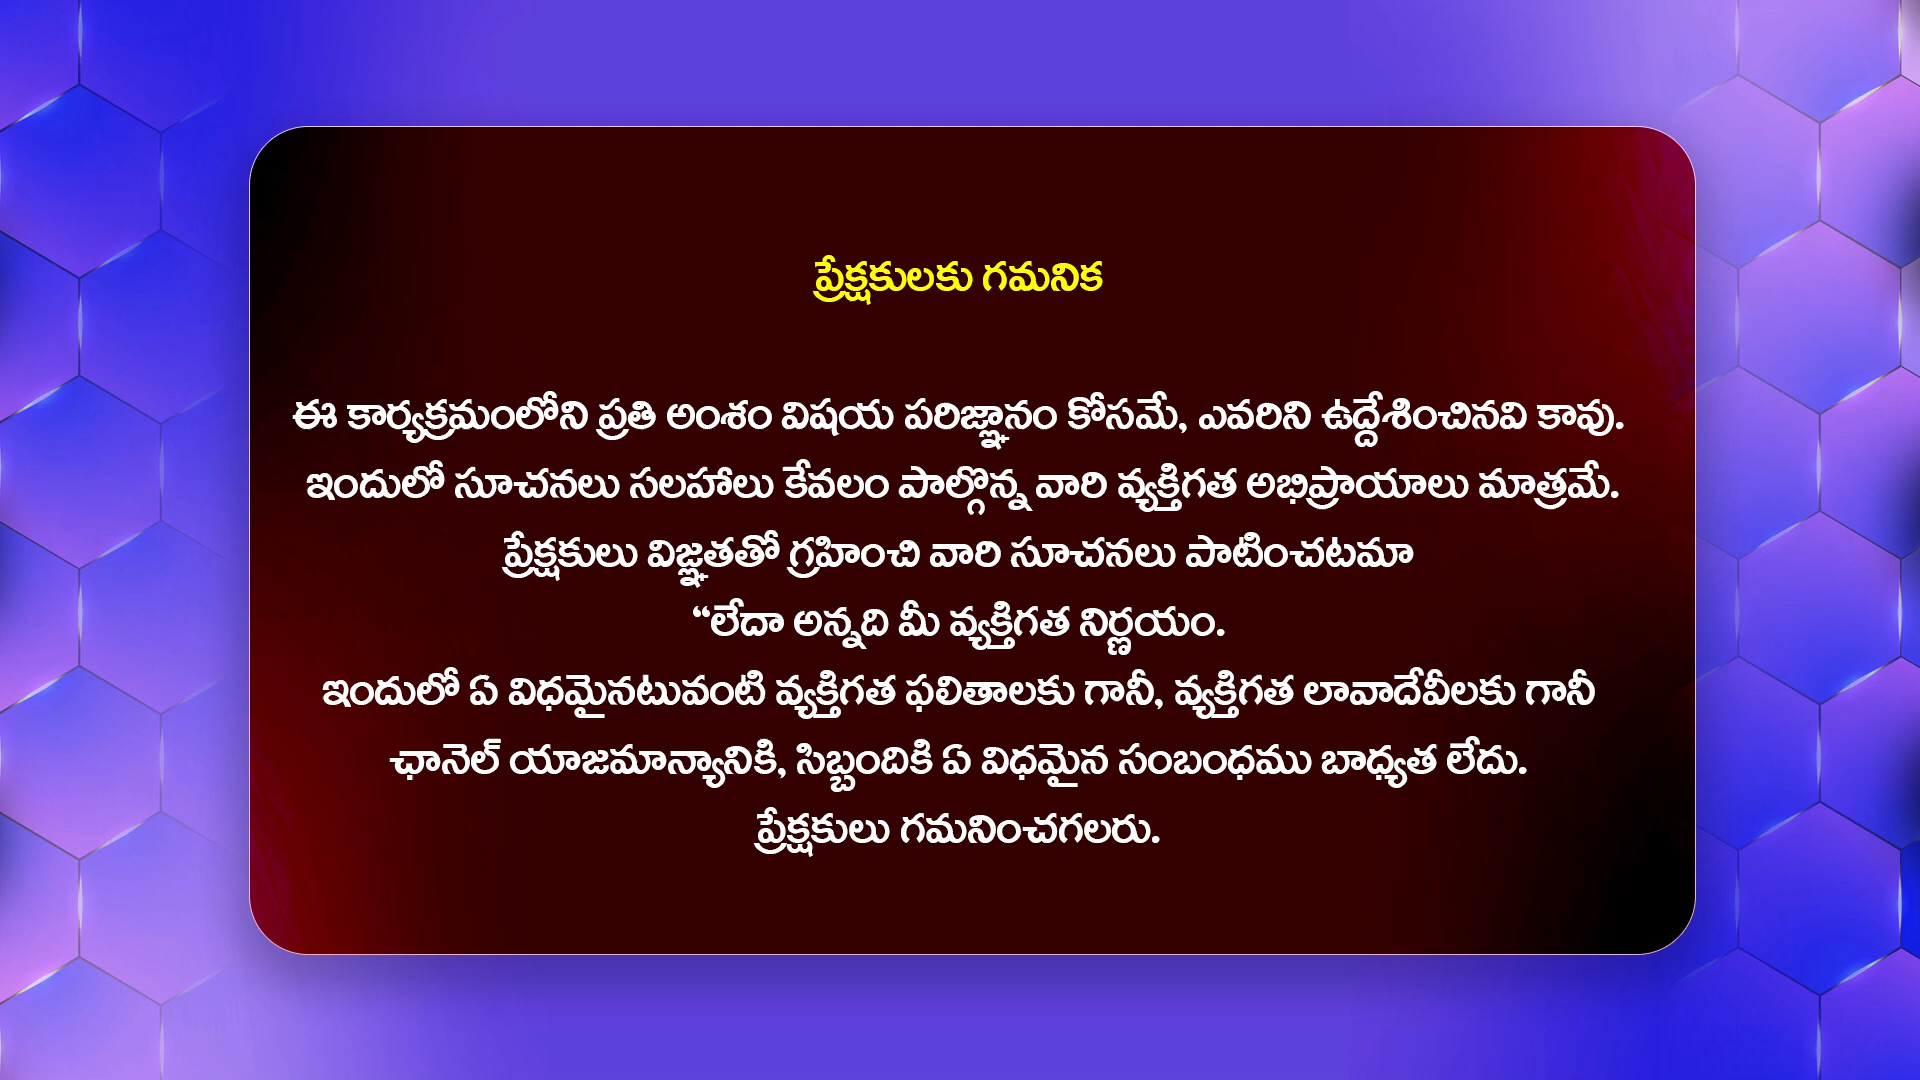 ప్రేక్షకులకు గమనిక
ఈ కార్యక్రమంలోని ప్రతి అంశం విషయ పరిజ్ఞానం కోసమే, ఎవరిని ఉద్దేశించినవి కావు.
ఇందులో సూచనలు సలహాలు కేవలం పాల్గొన్న వారి వ్యక్తిగత అభిప్రాయాలు మాత్రమే.
ప్రేక్షకులు విజ్ఞతతో గ్రహించి వారి సూచనలు పాటించటమా
“లేదా అన్నది మీ వ్యక్తిగత నిర్ణయం.
ఇందులో ఏ విధమైనటువంటి వ్యక్తిగత ఫలితాలకు గానీ, వ్యక్తిగత లావాదేవీలకు గానీ
ఛానెల్ యాజమాన్యానికి, సిబ్బందికి ఏ విధమైన సంబంధము బాధ్యత లేదు.
ప్రేక్షకులు గమనించగలరు.